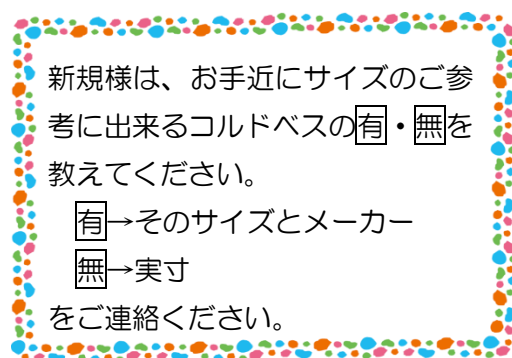 新規様は、お手近にサイズのご参
考に出来るコルドベスの有・無を
教えてください。
有→そのサイズとメーカー
無→実寸
をご連絡ください。